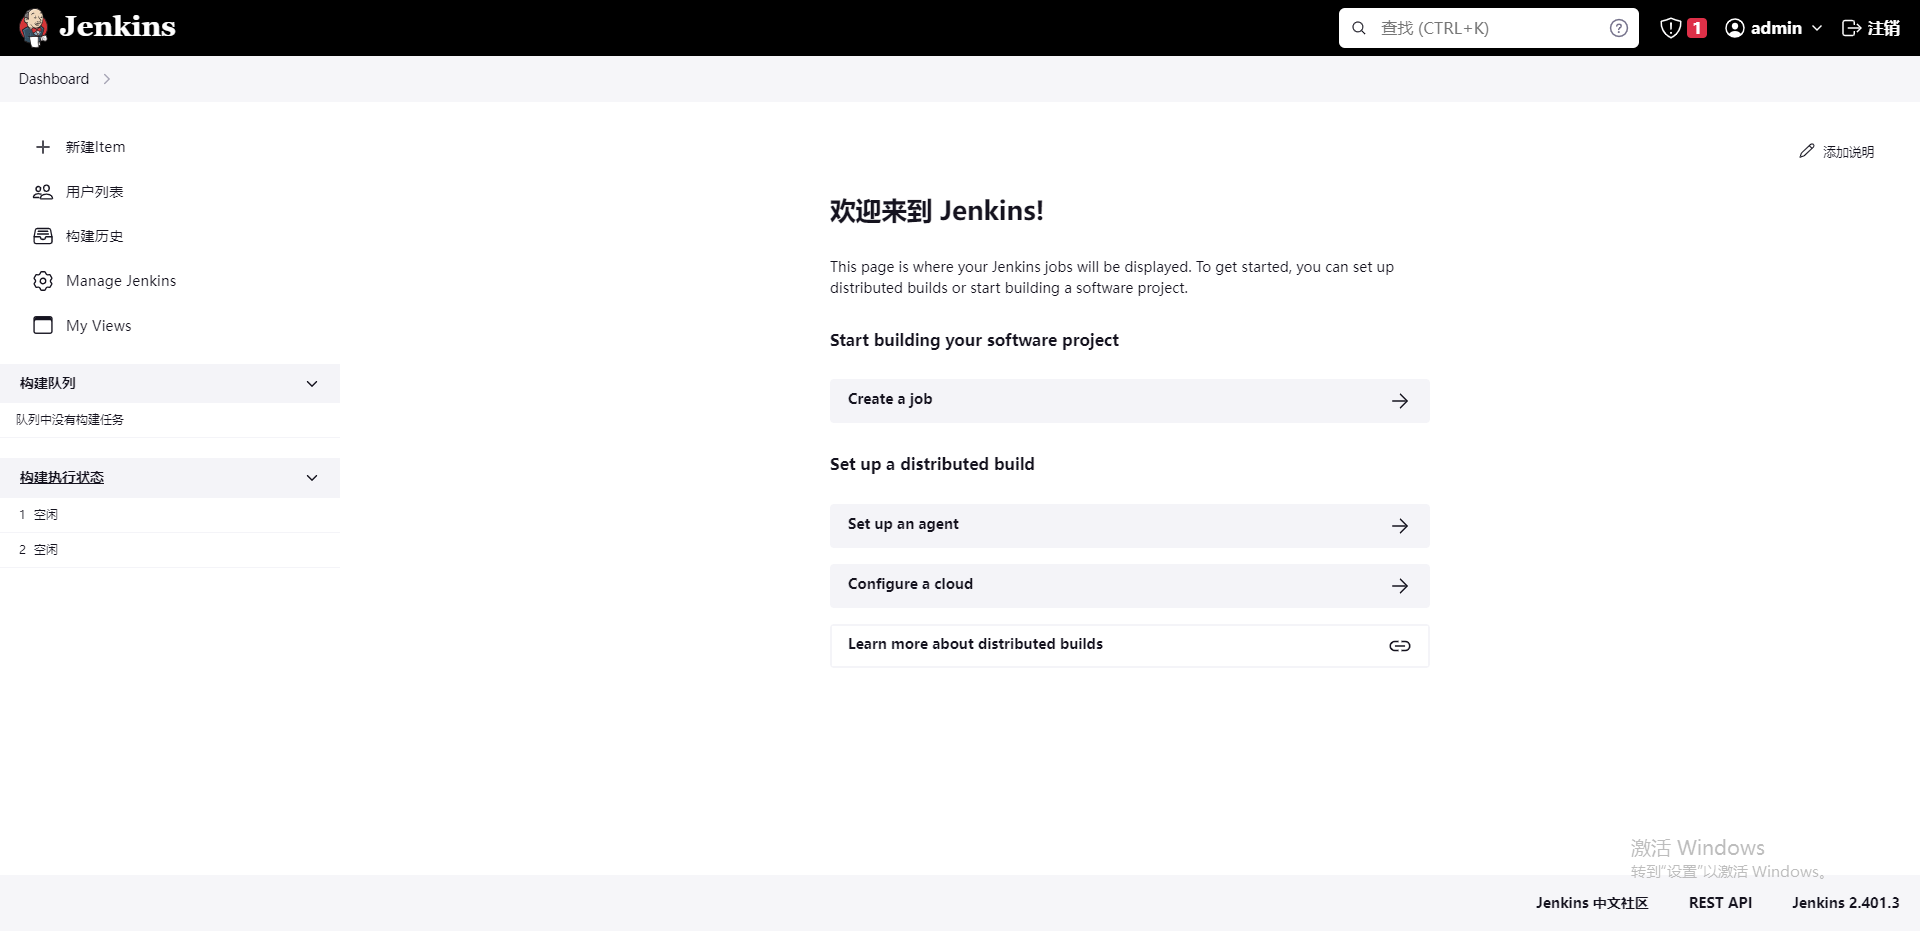 Jenkins
查找 (CTRL+K)
1
admin
注销
Dashboard
新建Item
用户列表
构建历史
Manage Jenkins
My Views
构建队列
队列中没有构建任务
构建执行状态
1 空闲
2 空闲
添加说明
欢迎来到 Jenkins!
This page is where your Jenkins jobs will be displayed. To get started, you can set up
distributed builds or start building a software project.
Start building your software project
Create a job
Set up a distributed build
Set up an agent
Configure a cloud
Learn more about distributed builds
激活 Windows
转到“设置”以激活 Windows。
Jenkins 中文社区
REST API
Jenkins 2.401.3